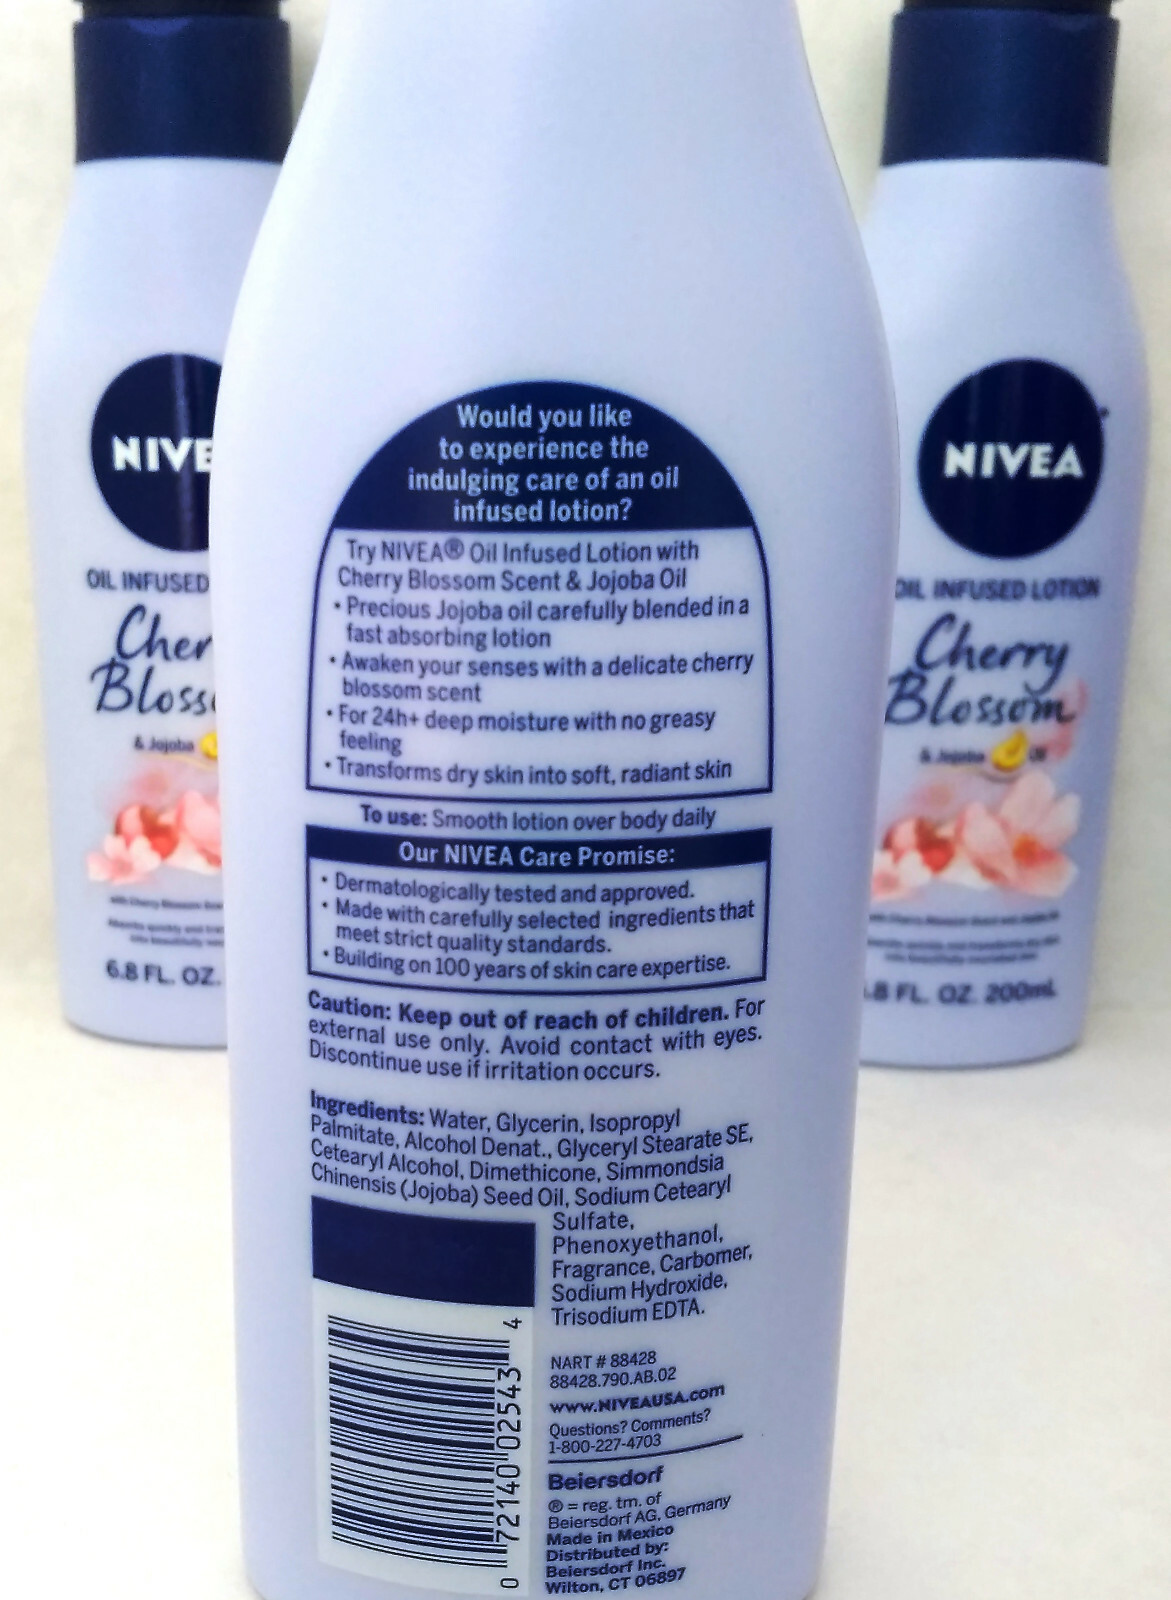 NIVE
OIL INFUSED
Cher
Bloss
& Jojoba
6.8 FL. OZ.
Would you like
to experience the
indulging care of an oil
infused lotion?
Try NIVEA® Oil Infused Lotion with
Cherry Blossom Scent & Jojoba Oil
• Precious Jojoba oil carefully blended in a
fast absorbing lotion
• Awaken your senses with a delicate cherry
blossom scent
• For 24h+ deep moisture with no greasy
feeling
• Transforms dry skin into soft, radiant skin
To use: Smooth lotion over body daily
Our NIVEA Care Promise:
• Dermatologically tested and approved.
• Made with carefully selected ingredients that
meet strict quality standards.
• Building on 100 years of skin care expertise.
Caution: Keep out of reach of children. For
external use only. Avoid contact with eyes.
Discontinue use if irritation occurs.
Ingredients: Water, Glycerin, Isopropyl
Palmitate, Alcohol Denat., Glyceryl Stearate SE,
Cetearyl Alcohol, Dimethicone, Simmondsia
Chinensis (Jojoba) Seed Oil, Sodium Cetearyl
Sulfate,
Phenoxyethanol,
Fragrance, Carbomer,
Sodium Hydroxide,
Trisodium EDTA.
0 72140 02543 4
NART # 88428
88428.790.AB.02
www.NIVEAUSA.com
Questions? Comments?
1-800-227-4703
Beiersdorf
® = reg. tm. of
Beiersdorf AG, Germany
Made in Mexico
Distributed by:
Beiersdorf Inc.
Wilton, CT 06897
NIVEA
OIL INFUSED LOTION
Cherry
Blossom
& Jojoba Oil
.8 FL. OZ. 200mL